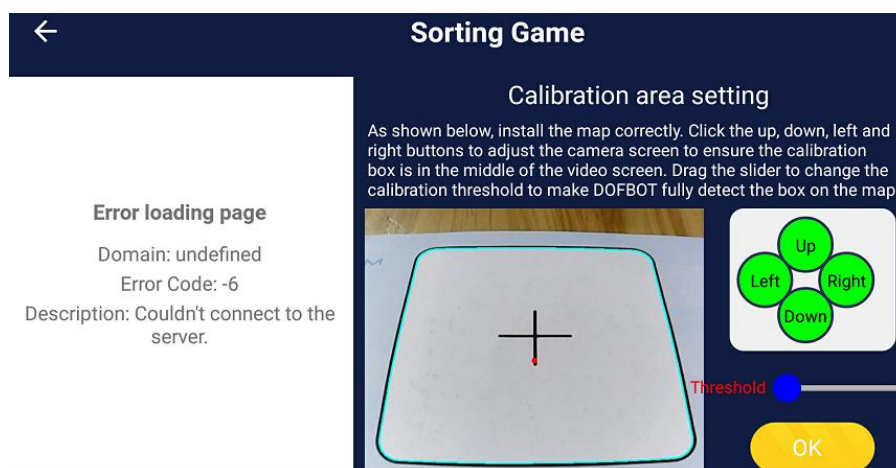 Sorting Game
Error loading page
Domain: undefined
Error Code: -6
Description: Couldn't connect to the
server.
Calibration area setting
As shown below, install the map correctly. Click the up, down, left and
right buttons to adjust the camera screen to ensure the calibration
box is in the middle of the video screen. Drag the slider to change the
calibration threshold to make DOFBOT fully detect the box on the map
Up
Left
Right
Down
Threshold
OK